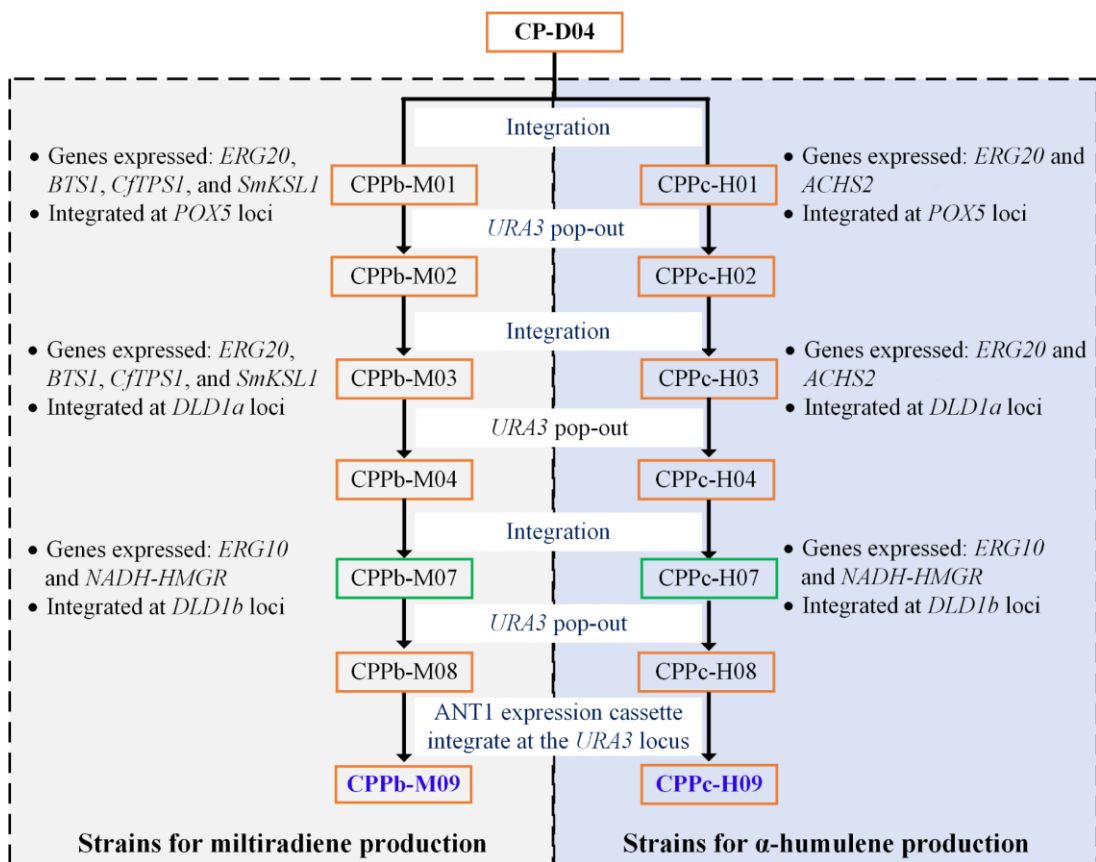 CP-D04
Integration
• Genes expressed: ERG20,
BTS1, CfTPS1, and SmKSL1
• Integrated at POX5 loci
CPPb-M01
CPPc-H01
• Genes expressed: ERG20 and
ACHS2
• Integrated at POX5 loci
URA3 pop-out
CPPb-M02
CPPc-H02
Integration
• Genes expressed: ERG20,
BTS1, CfTPS1, and SmKSL1
• Integrated at DLD1a loci
CPPb-M03
CPPc-H03
• Genes expressed: ERG20 and
ACHS2
• Integrated at DLD1a loci
URA3 pop-out
CPPb-M04
CPPc-H04
Integration
• Genes expressed: ERG10
and NADH-HMGR
• Integrated at DLD1b loci
CPPb-M07
CPPc-H07
• Genes expressed: ERG10
and NADH-HMGR
• Integrated at DLD1b loci
URA3 pop-out
CPPb-M08
CPPc-H08
ANT1 expression cassette
integrate at the URA3 locus
CPPb-M09
CPPc-H09
Strains for miltiradiene production
Strains for α-humulene production